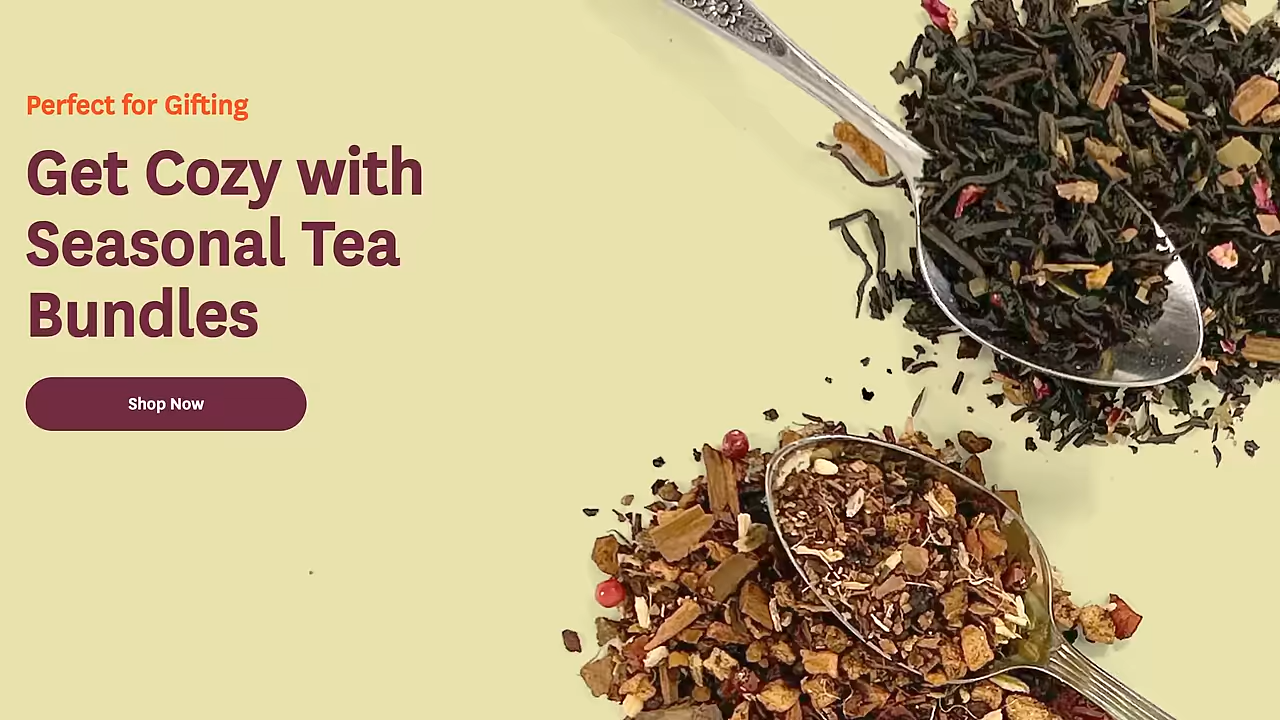 Perfect for Gifting
Get Cozy with
Seasonal Tea
Bundles
Shop Now